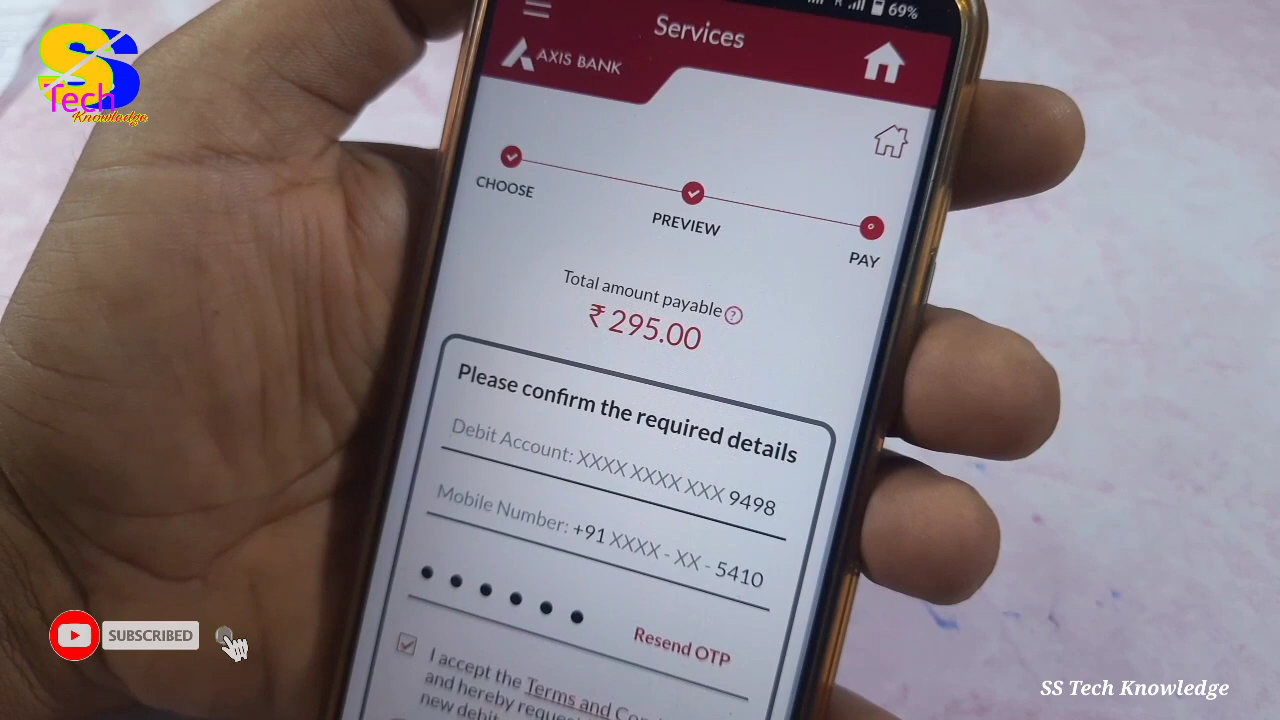 SS
Tech
Knowledge
69%
Services
AXIS BANK
CHOOSE
PREVIEW
PAY
Total amount payable ?
₹ 295.00
Please confirm the required details
Debit Account: XXXX XXXX XXX 9498
Mobile Number: +91 XXXX - XX - 5410
Resend OTP
I accept the Terms and
and hereby
new debit
SUBSCRIBED
SS Tech Knowledge